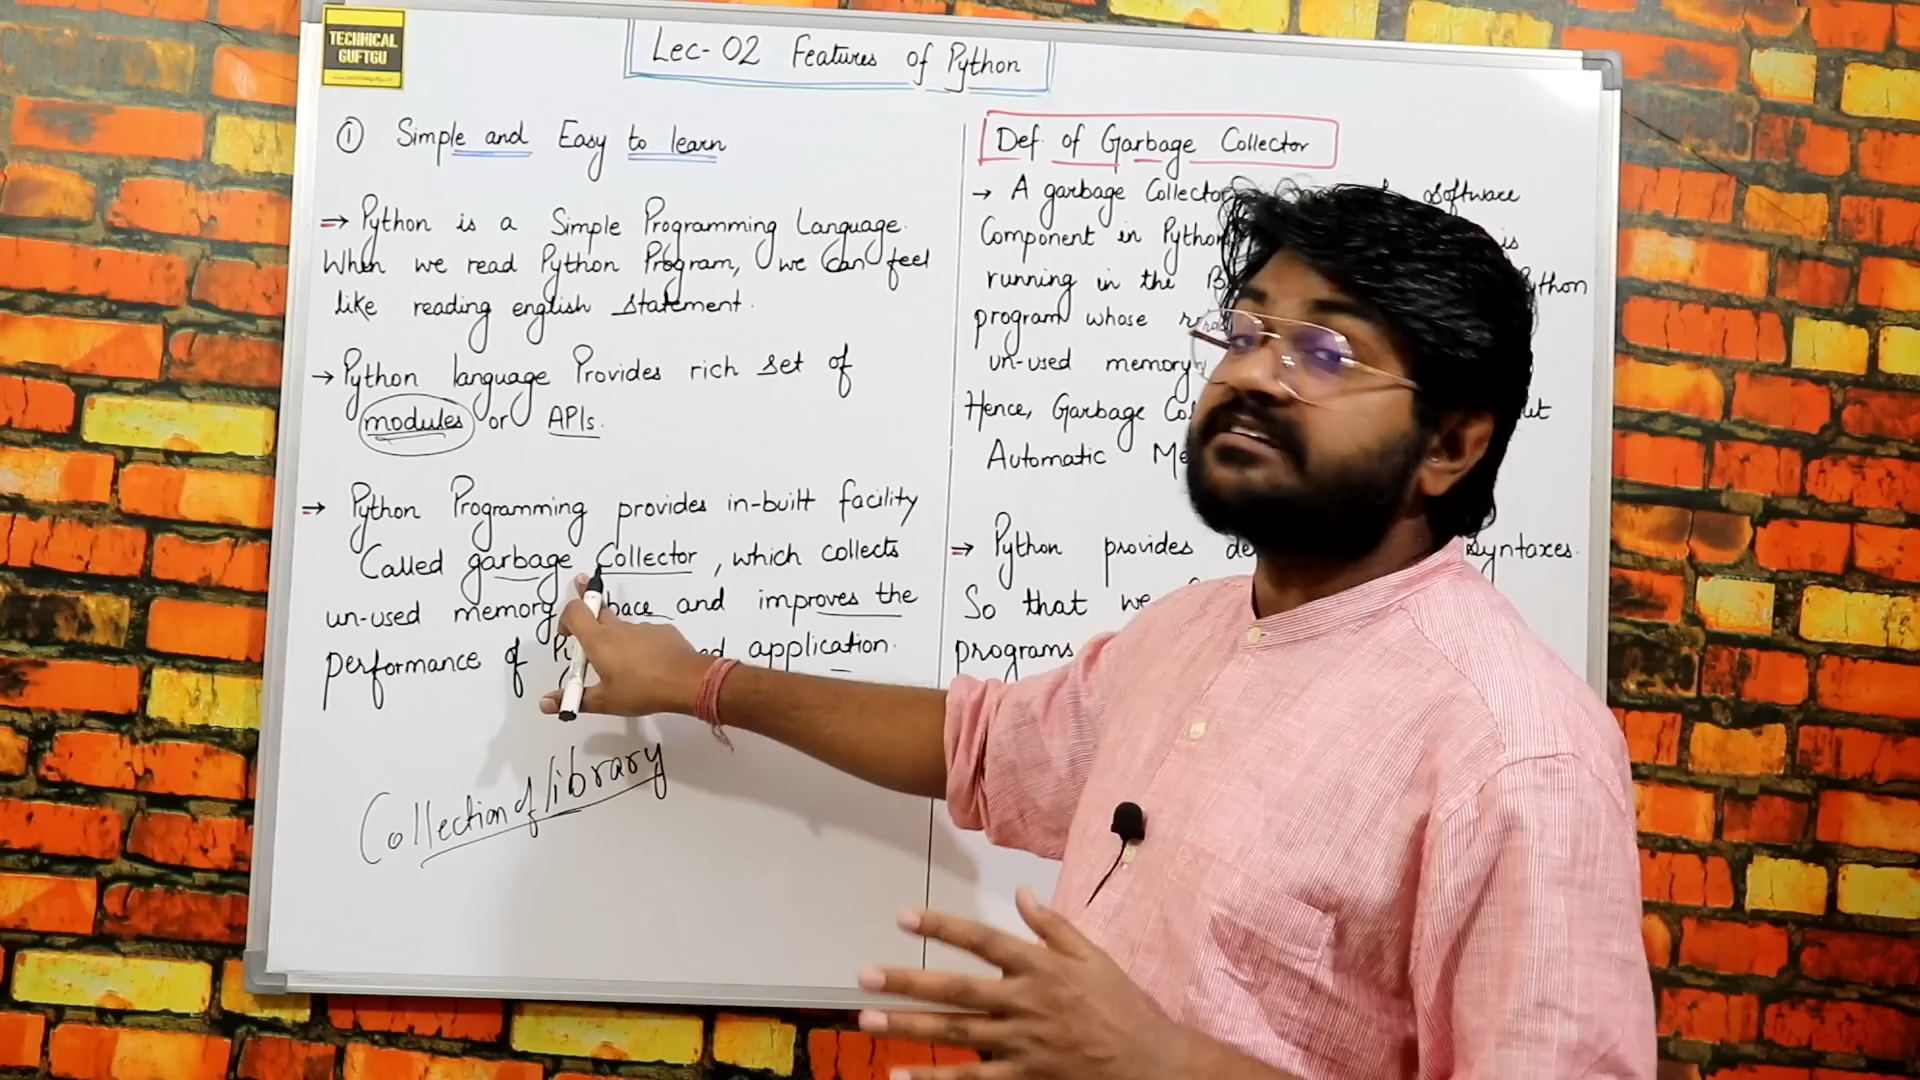 TECHNICAL
GUFTGU
Lec-02 Features of Python
① Simple and Easy to learn
⇒ Python is a Simple Programming Language.
When we read Python Program, we can feel
like reading english statement.
→ Python language Provides rich set of
modules or APIs.
⇒ Python Programming provides in-built facility
Called garbage Collector, which collects
un-used memory and improves the
performance of application.
Collection of library
Def. of Garbage Collector
→ A garbage Collector software
Component in Python is
running in the
program whose
un-used memory
Hence, Garbage
Automatic
⇒ Python provides Syntaxes.
So that we
programs